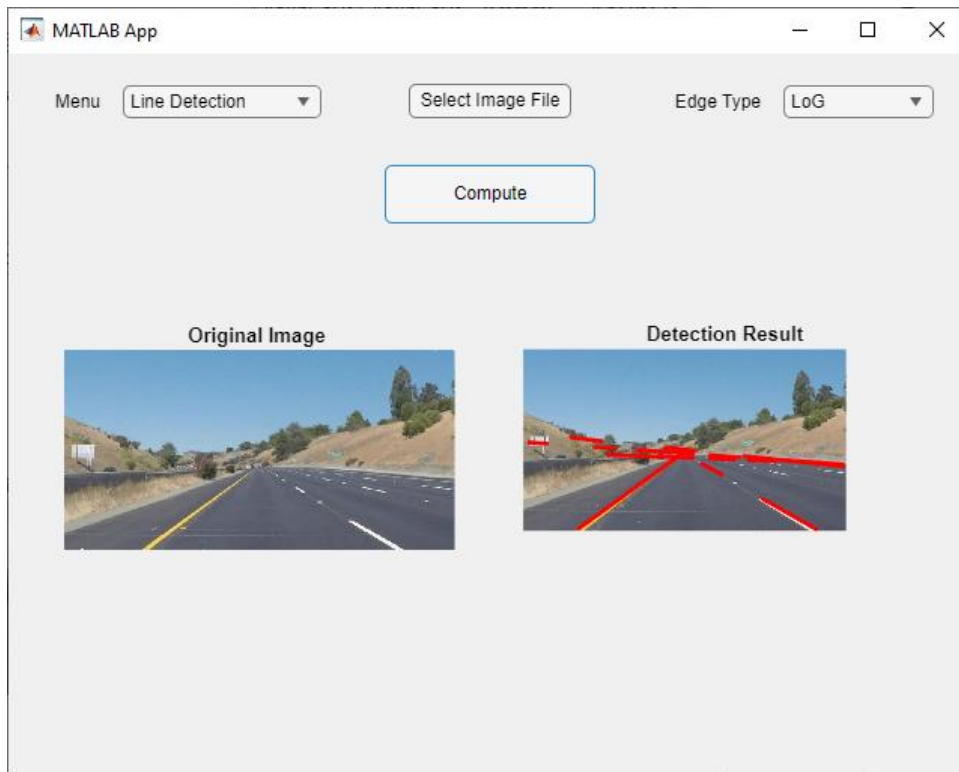 MATLAB App
Menu Line Detection Select Image File Edge Type LoG
Compute
Original Image Detection Result